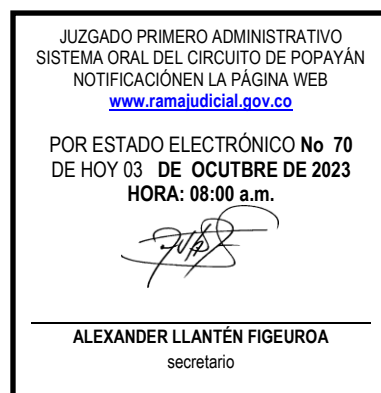 JUZGADO PRIMERO ADMINISTRATIVO
SISTEMA ORAL DEL CIRCUITO DE POPAYÁN
NOTIFICACIÓNEN LA PÁGINA WEB
www.ramajudicial.gov.co
POR ESTADO ELECTRÓNICO No 70
DE HOY 03 DE OCUTBRE DE 2023
HORA: 08:00 a.m.
ALEXANDER LLANTÉN FIGEUROA
secretario